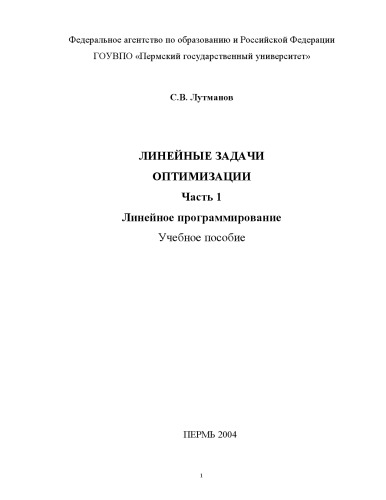 Федеральное агентство по образованию и Российской Федерации
ГОУВПО «Пермский государственный университет»
С.В. Лутманов
ЛИНЕЙНЫЕ ЗАДАЧИ
ОПТИМИЗАЦИИ
Часть 1
Линейное программирование
Учебное пособие
ПЕРМЬ 2004
1